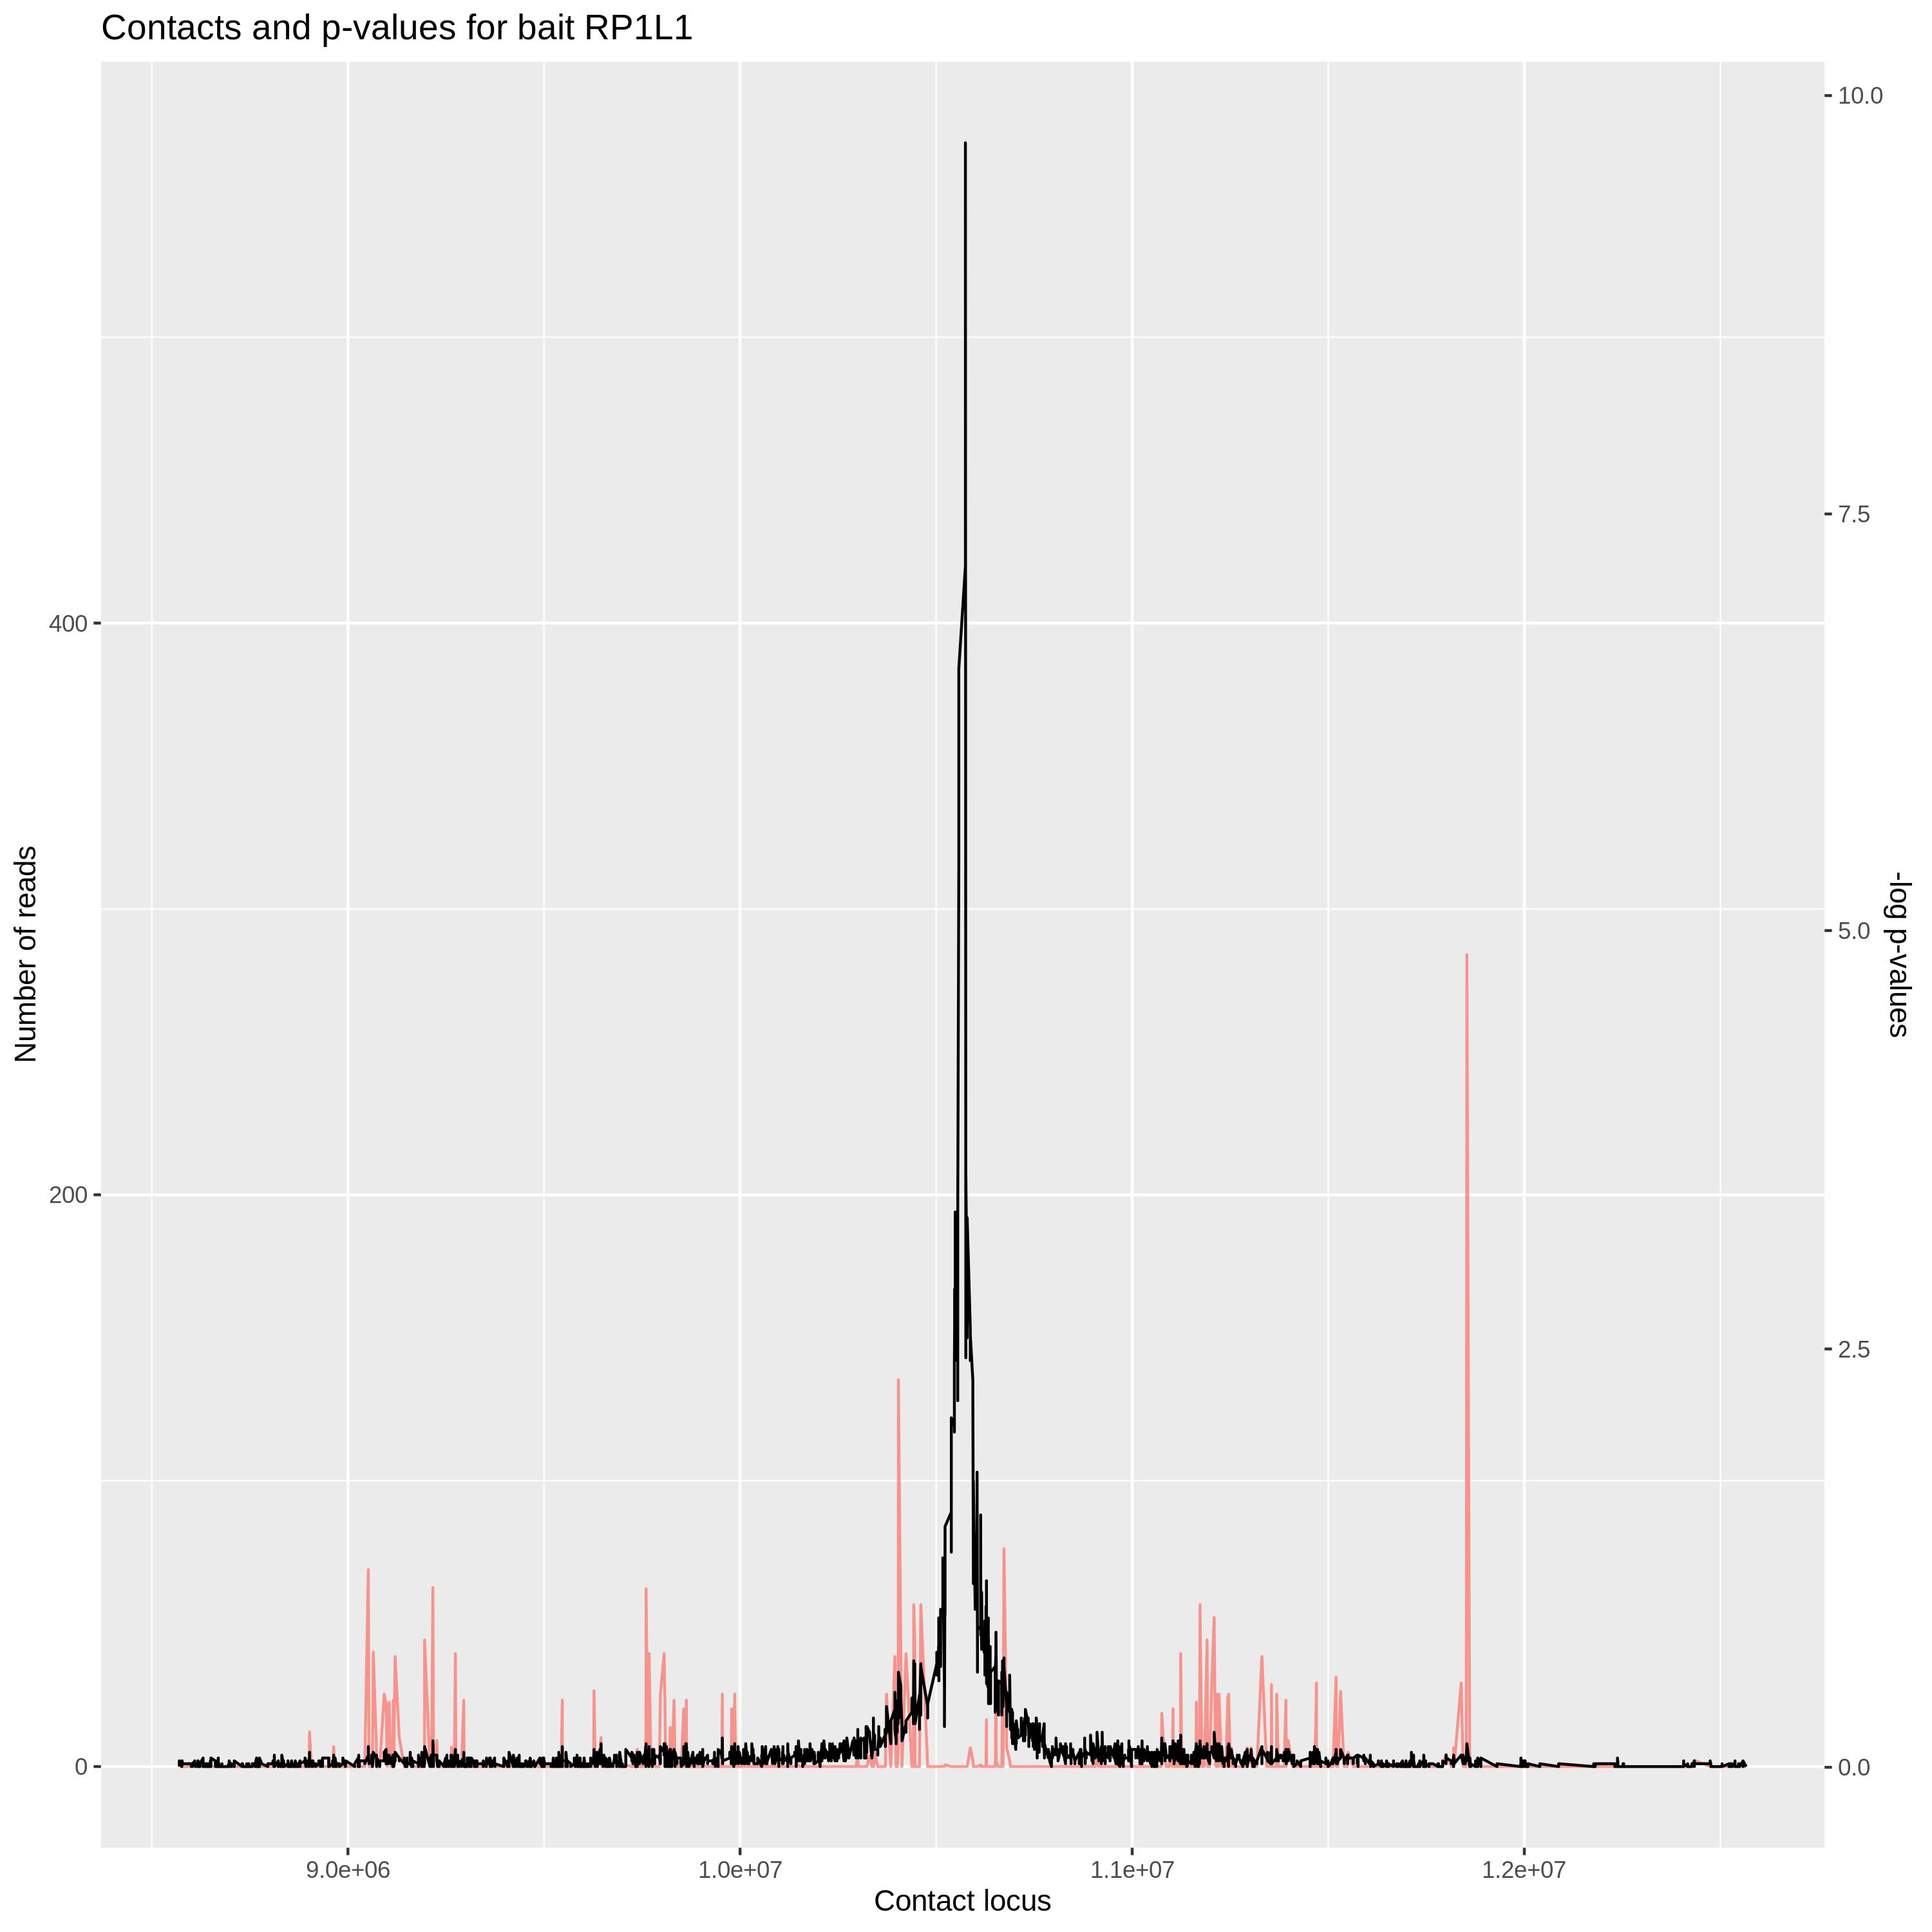 Contacts and p-values for bait RP1L1
10.0
7.5
400
5.0
Number of reads
-log p-values
200
2.5
0
0.0
9.0e+06
1.0e+07
1.1e+07
1.2e+07
Contact locus